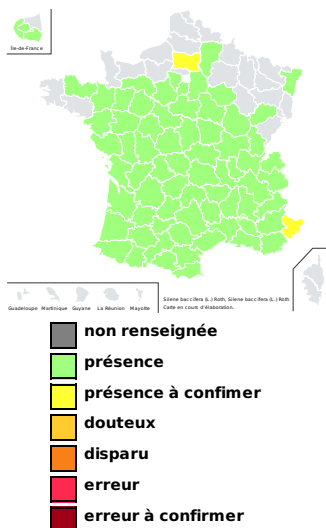 Île-de-France
Guadeloupe Martinique Guyane La Réunion Mayotte
Silene baccifera (L.) Roth, Silene baccifera (L.) Roth
Carte en cours d'élaboration.
non renseignée
présence
présence à confimer
douteux
disparu
erreur
erreur à confirmer